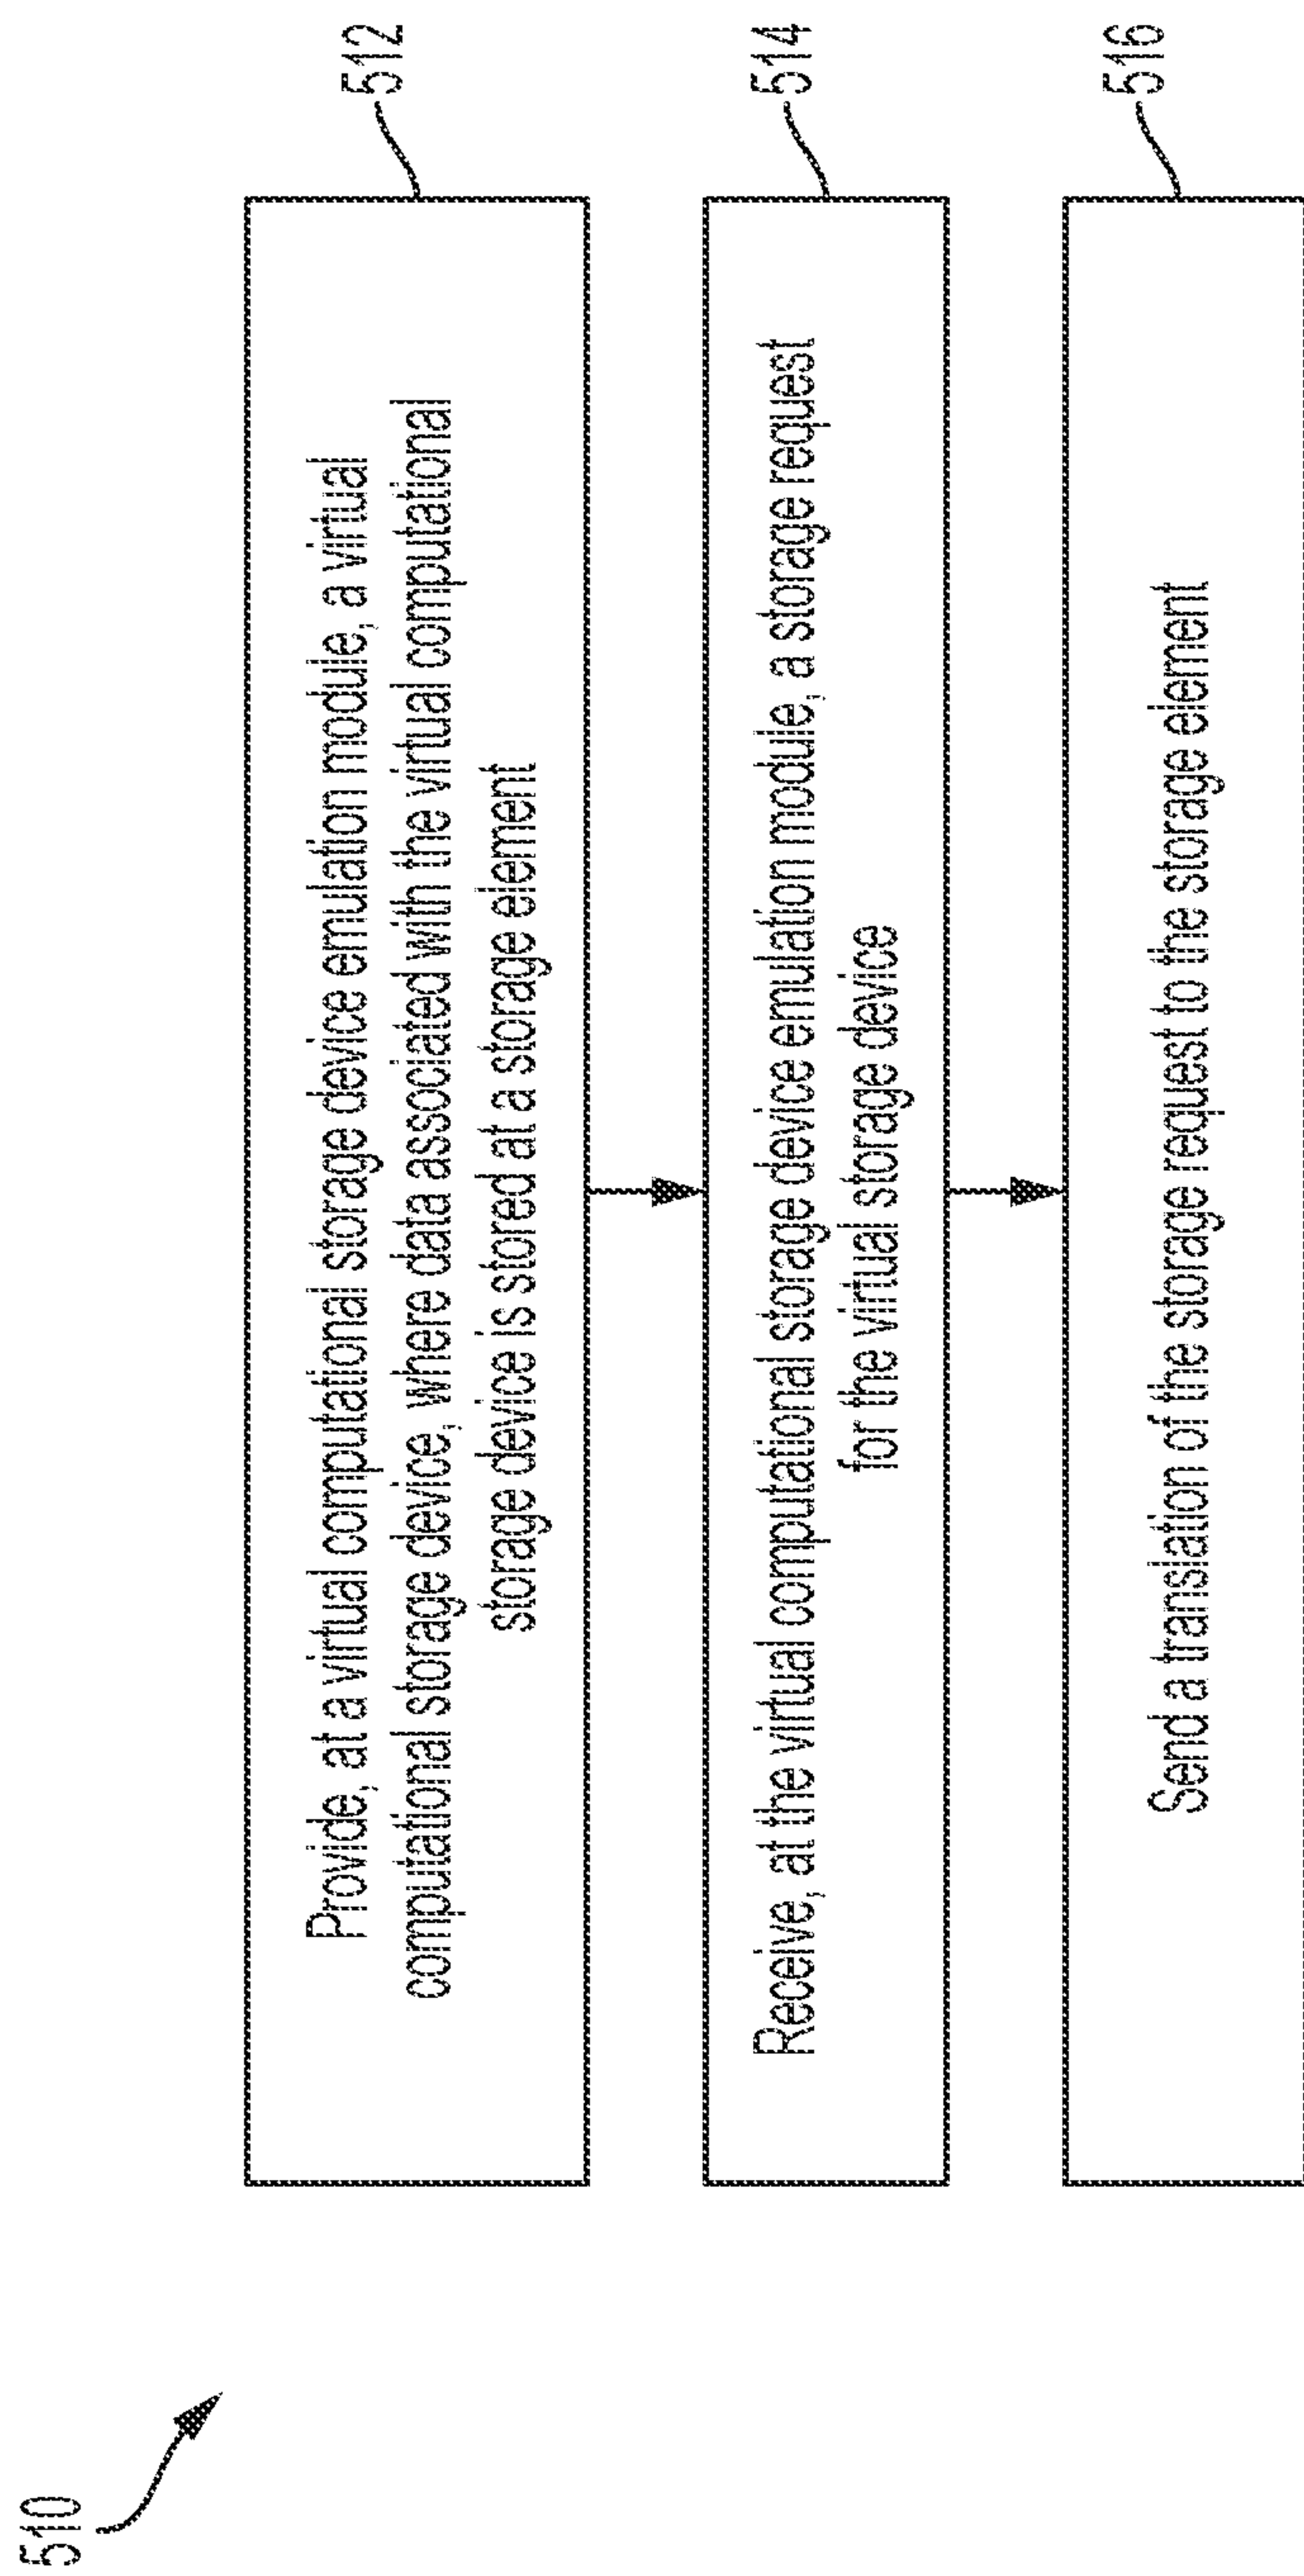 510
Provide, at a virtual computational storage device emulation module, a virtual
computational storage device, where data associated with the virtual computational
storage device is stored at a storage element
512
Receive, at the virtual computational storage device emulation module, a storage request
for the virtual storage device
514
Send a translation of the storage request to the storage element
516